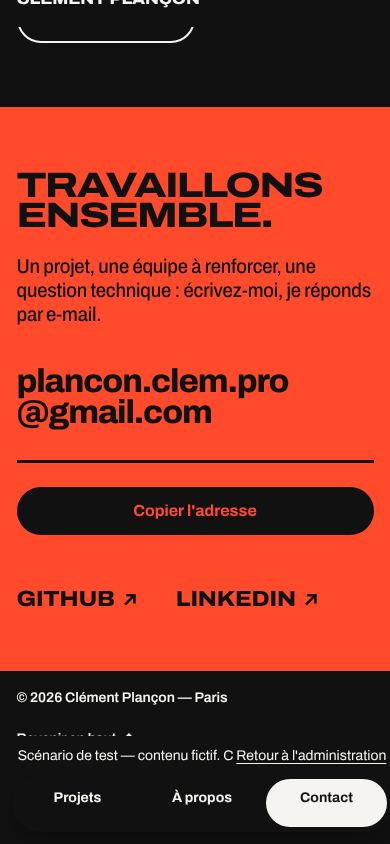 CLÉMENT PLANÇON
TRAVAILLONS
ENSEMBLE.
Un projet, une équipe à renforcer, une
question technique : écrivez-moi, je réponds
par e-mail.
plancon.clem.pro
@gmail.com
Copier l'adresse
GITHUB ↗
LINKEDIN ↗
© 2026 Clément Plançon — Paris
Scénario de test — contenu fictif. C Retour à l'administration
Projets
À propos
Contact